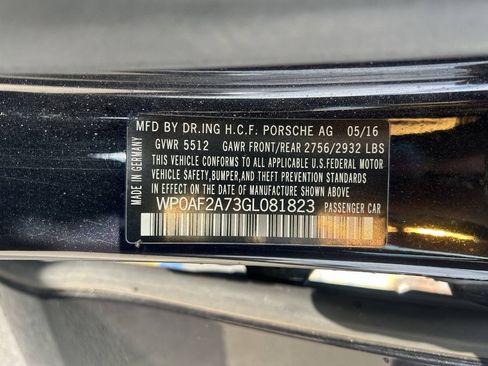 MFD BY DR.ING H.C.F. PORSCHE AG 05/16
GVWR 5512 GAWR FRONT/REAR 2756/2932 LBS
THIS VEHICLE CONFORMS TO ALL APPLICABLE U.S.FEDERAL MOTOR
VEHICLE SAFETY,BUMPER,AND THEFT PREVENTION STANDARDS
IN EFFECT ON THE DATE OF MANUFACTURE SHOWN ABOVE.
WP0AF2A73GL081823 PASSENGER CAR
MADE IN GERMANY